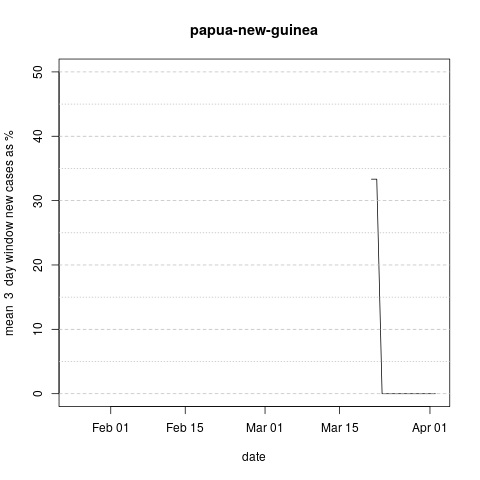 papua-new-guinea
mean  3  day window new cases as %
50
40
30
20
10
0
Feb 01
Feb 15
Mar 01
Mar 15
Apr 01
date